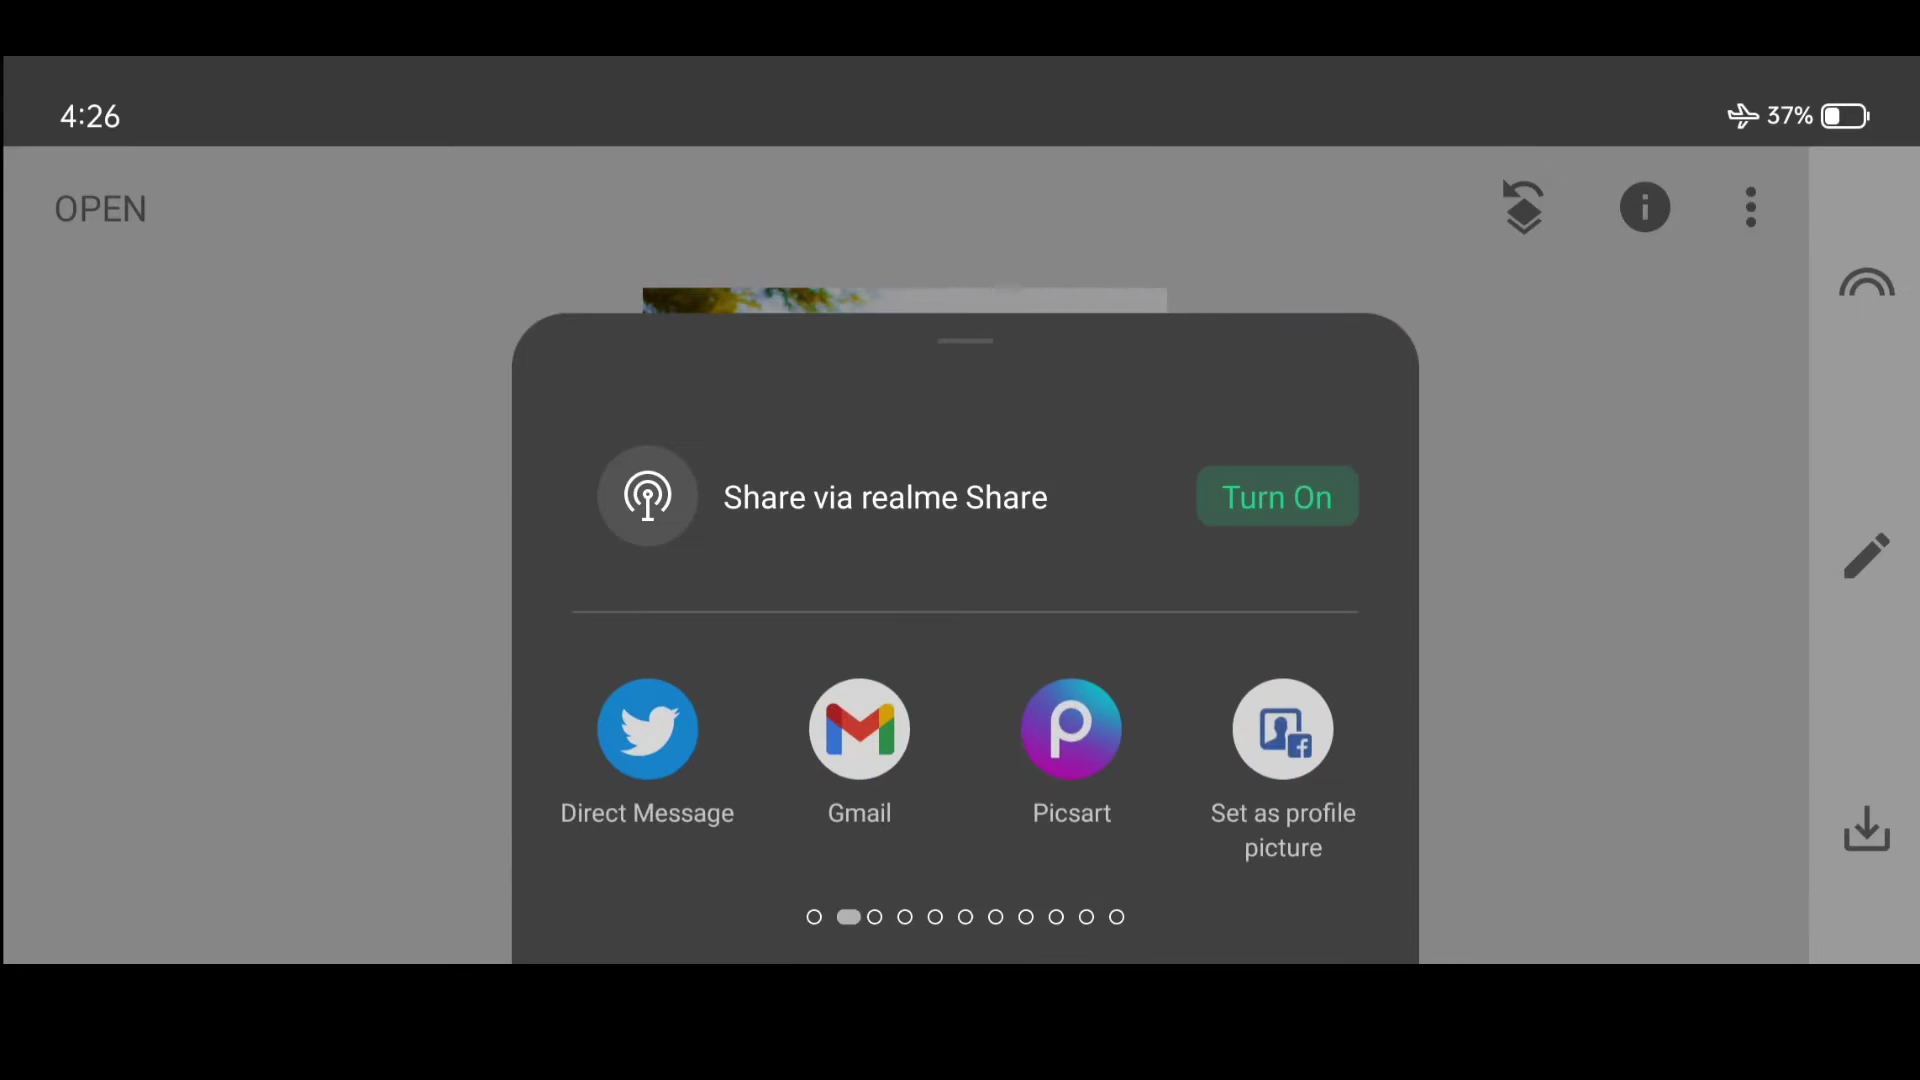 4:26
37%
OPEN
Share via realme Share
Turn On
Direct Message
Gmail
Picsart
Set as profile
picture